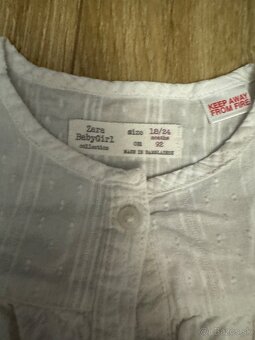 Zara
BabyGirl
collection
size 18/24
months
cm 92
MADE IN BANGLADESH
KEEP AWAY
FROM FIRE